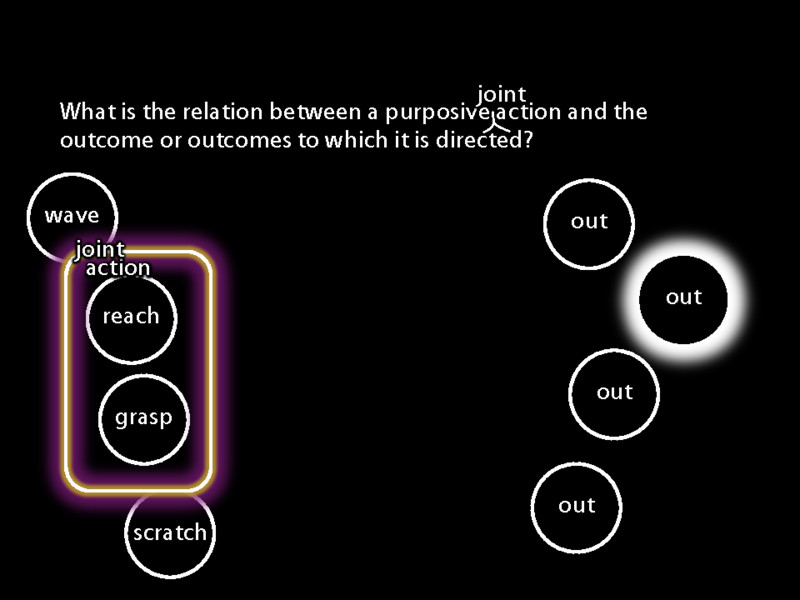 joint
What is the relation between a purposive action and the
outcome or outcomes to which it is directed?
wave
out
joint
action
out
reach
out
grasp
out
scratch